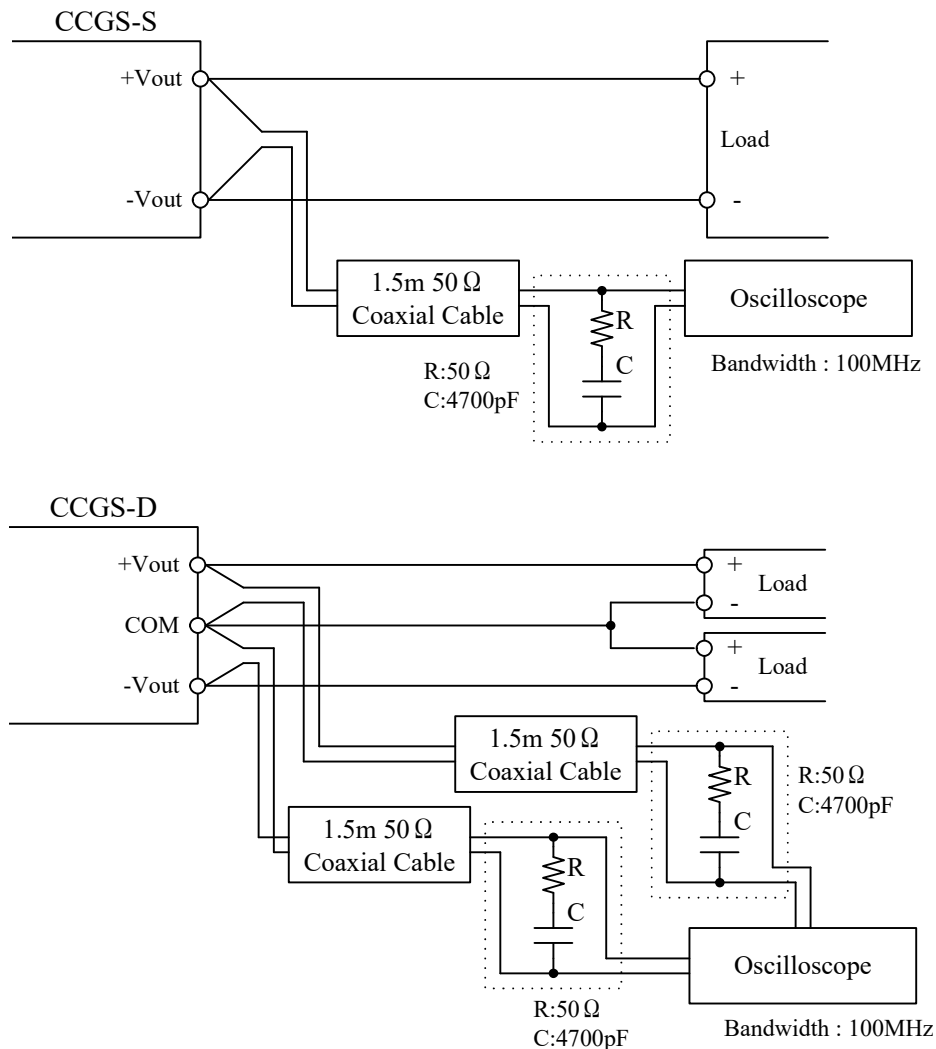 CCGS-S
+Vout
+
Load
-Vout
-
1.5m 50Ω
Coaxial Cable
R
C
Oscilloscope
R:50Ω
C:4700pF
Bandwidth : 100MHz
CCGS-D
+Vout
+
Load
-
COM
+
Load
-Vout
-
1.5m 50Ω
Coaxial Cable
R
C
R:50Ω
C:4700pF
1.5m 50Ω
Coaxial Cable
R
C
Oscilloscope
R:50Ω
C:4700pF
Bandwidth : 100MHz